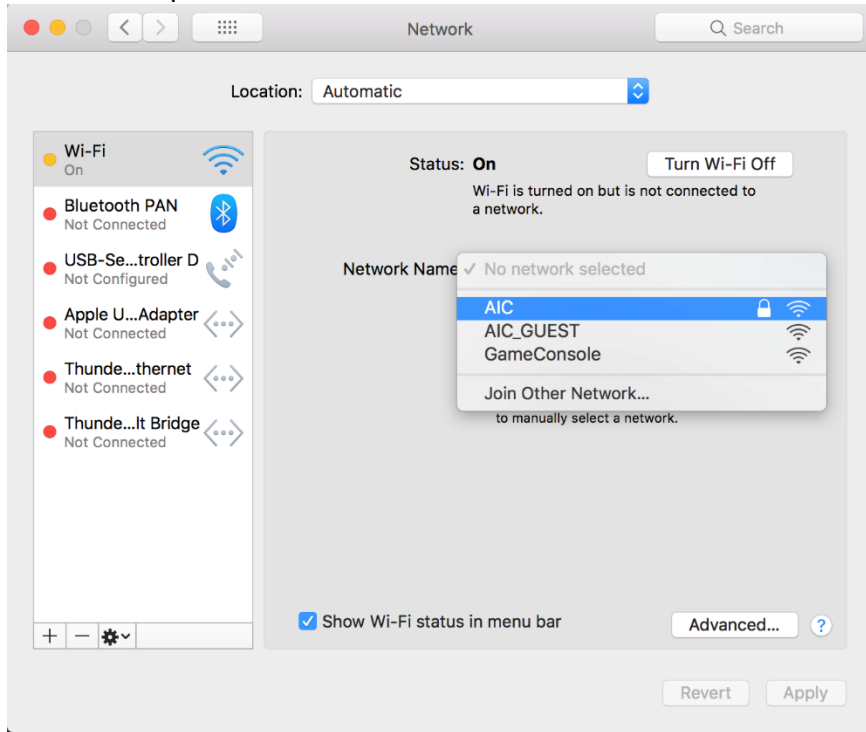 Network
Search
Location: Automatic
Wi-Fi
On
Bluetooth PAN
Not Connected
USB-Se...troller D
Not Configured
Apple U...Adapter
Not Connected
Thunde...thernet
Not Connected
Thunde...lt Bridge
Not Connected
Status: On
Turn Wi-Fi Off
Wi-Fi is turned on but is not connected to
a network.
Network Name
✓ No network selected
AIC
AIC_GUEST
GameConsole
Join Other Network...
to manually select a network.
Show Wi-Fi status in menu bar
Advanced...
?
Revert
Apply